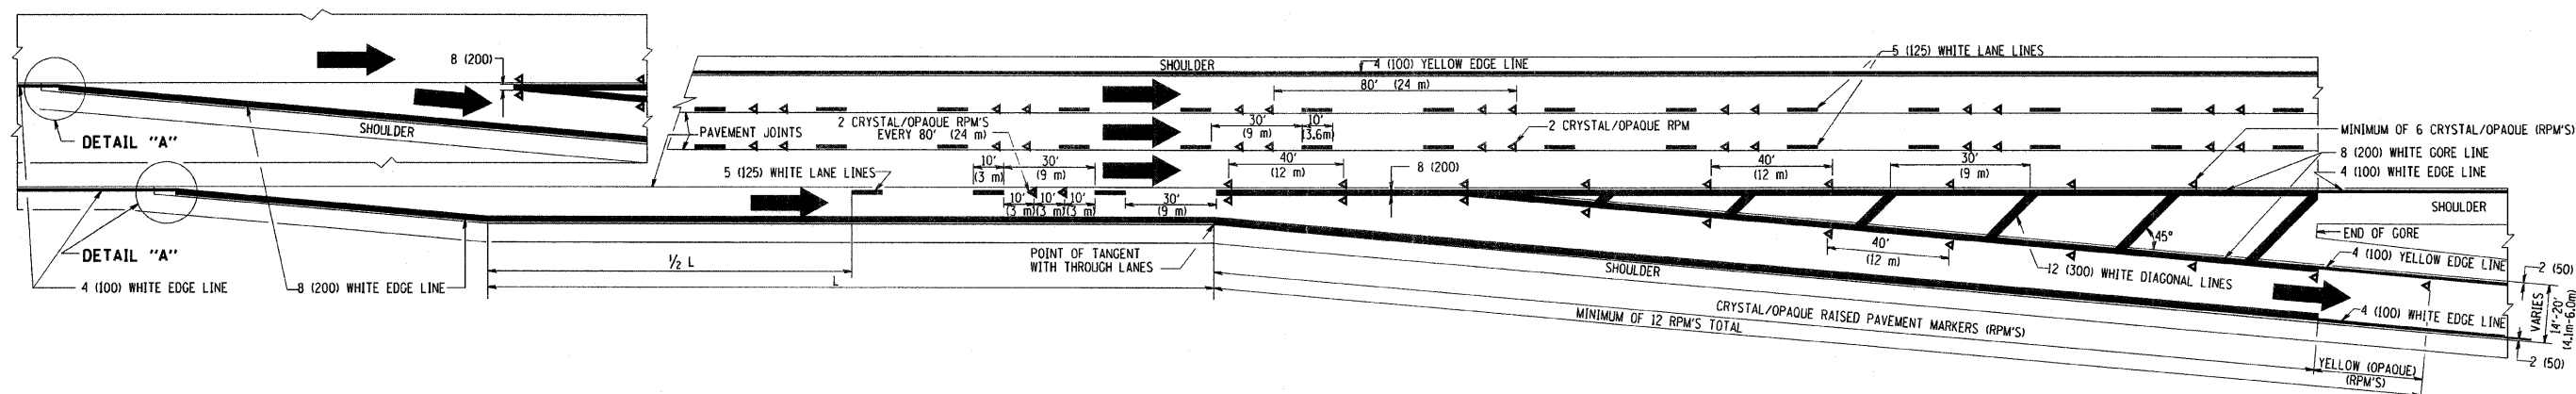 8 (200)
DETAIL "A"
SHOULDER
DETAIL "A"
4 (100) WHITE EDGE LINE
8 (200) WHITE EDGE LINE
SHOULDER
4 (100) YELLOW EDGE LINE
5 (125) WHITE LANE LINES
80' (24 m)
PAVEMENT JOINTS
2 CRYSTAL/OPAQUE RPM'S
EVERY 80' (24 m)
30'
(9 m)
10'
(3.6m)
2 CRYSTAL/OPAQUE RPM
MINIMUM OF 6 CRYSTAL/OPAQUE (RPM'S)
8 (200) WHITE GORE LINE
4 (100) WHITE EDGE LINE
5 (125) WHITE LANE LINES
10'
(3 m)
30'
(9 m)
10'
(3 m)
10'
(3 m)
10'
(3 m)
30'
(9 m)
40'
(12 m)
8 (200)
40'
(12 m)
30'
(9 m)
SHOULDER
END OF GORE
45°
40'
(12 m)
POINT OF TANGENT
WITH THROUGH LANES
1/2 L
L
SHOULDER
12 (300) WHITE DIAGONAL LINES
4 (100) YELLOW EDGE LINE
2 (50)
VARIES
14'-20'
(4.1m-6.0m)
4 (100) WHITE EDGE LINE
2 (50)
CRYSTAL/OPAQUE RAISED PAVEMENT MARKERS (RPM'S)
MINIMUM OF 12 RPM'S TOTAL
YELLOW (OPAQUE)
(RPM'S)